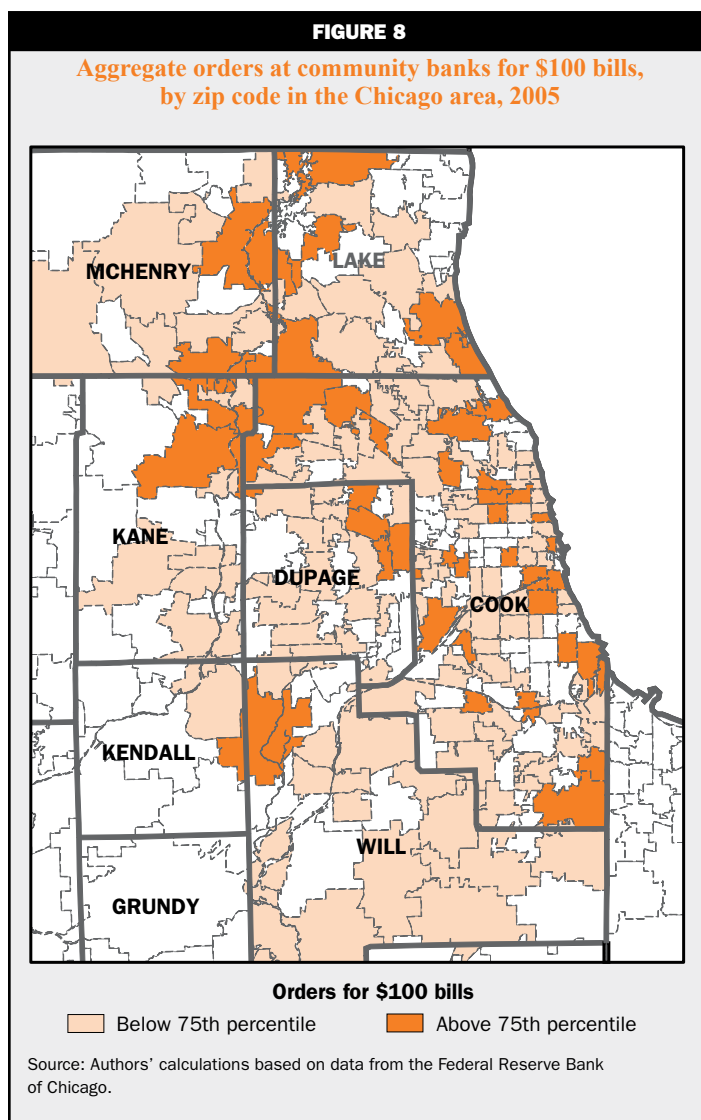 FIGURE 8
Aggregate orders at community banks for $100 bills,
by zip code in the Chicago area, 2005
MCHENRY
LAKE
KANE
DUPAGE
COOK
KENDALL
WILL
GRUNDY
Orders for $100 bills
Below 75th percentile
Above 75th percentile
Source: Authors' calculations based on data from the Federal Reserve Bank
of Chicago.